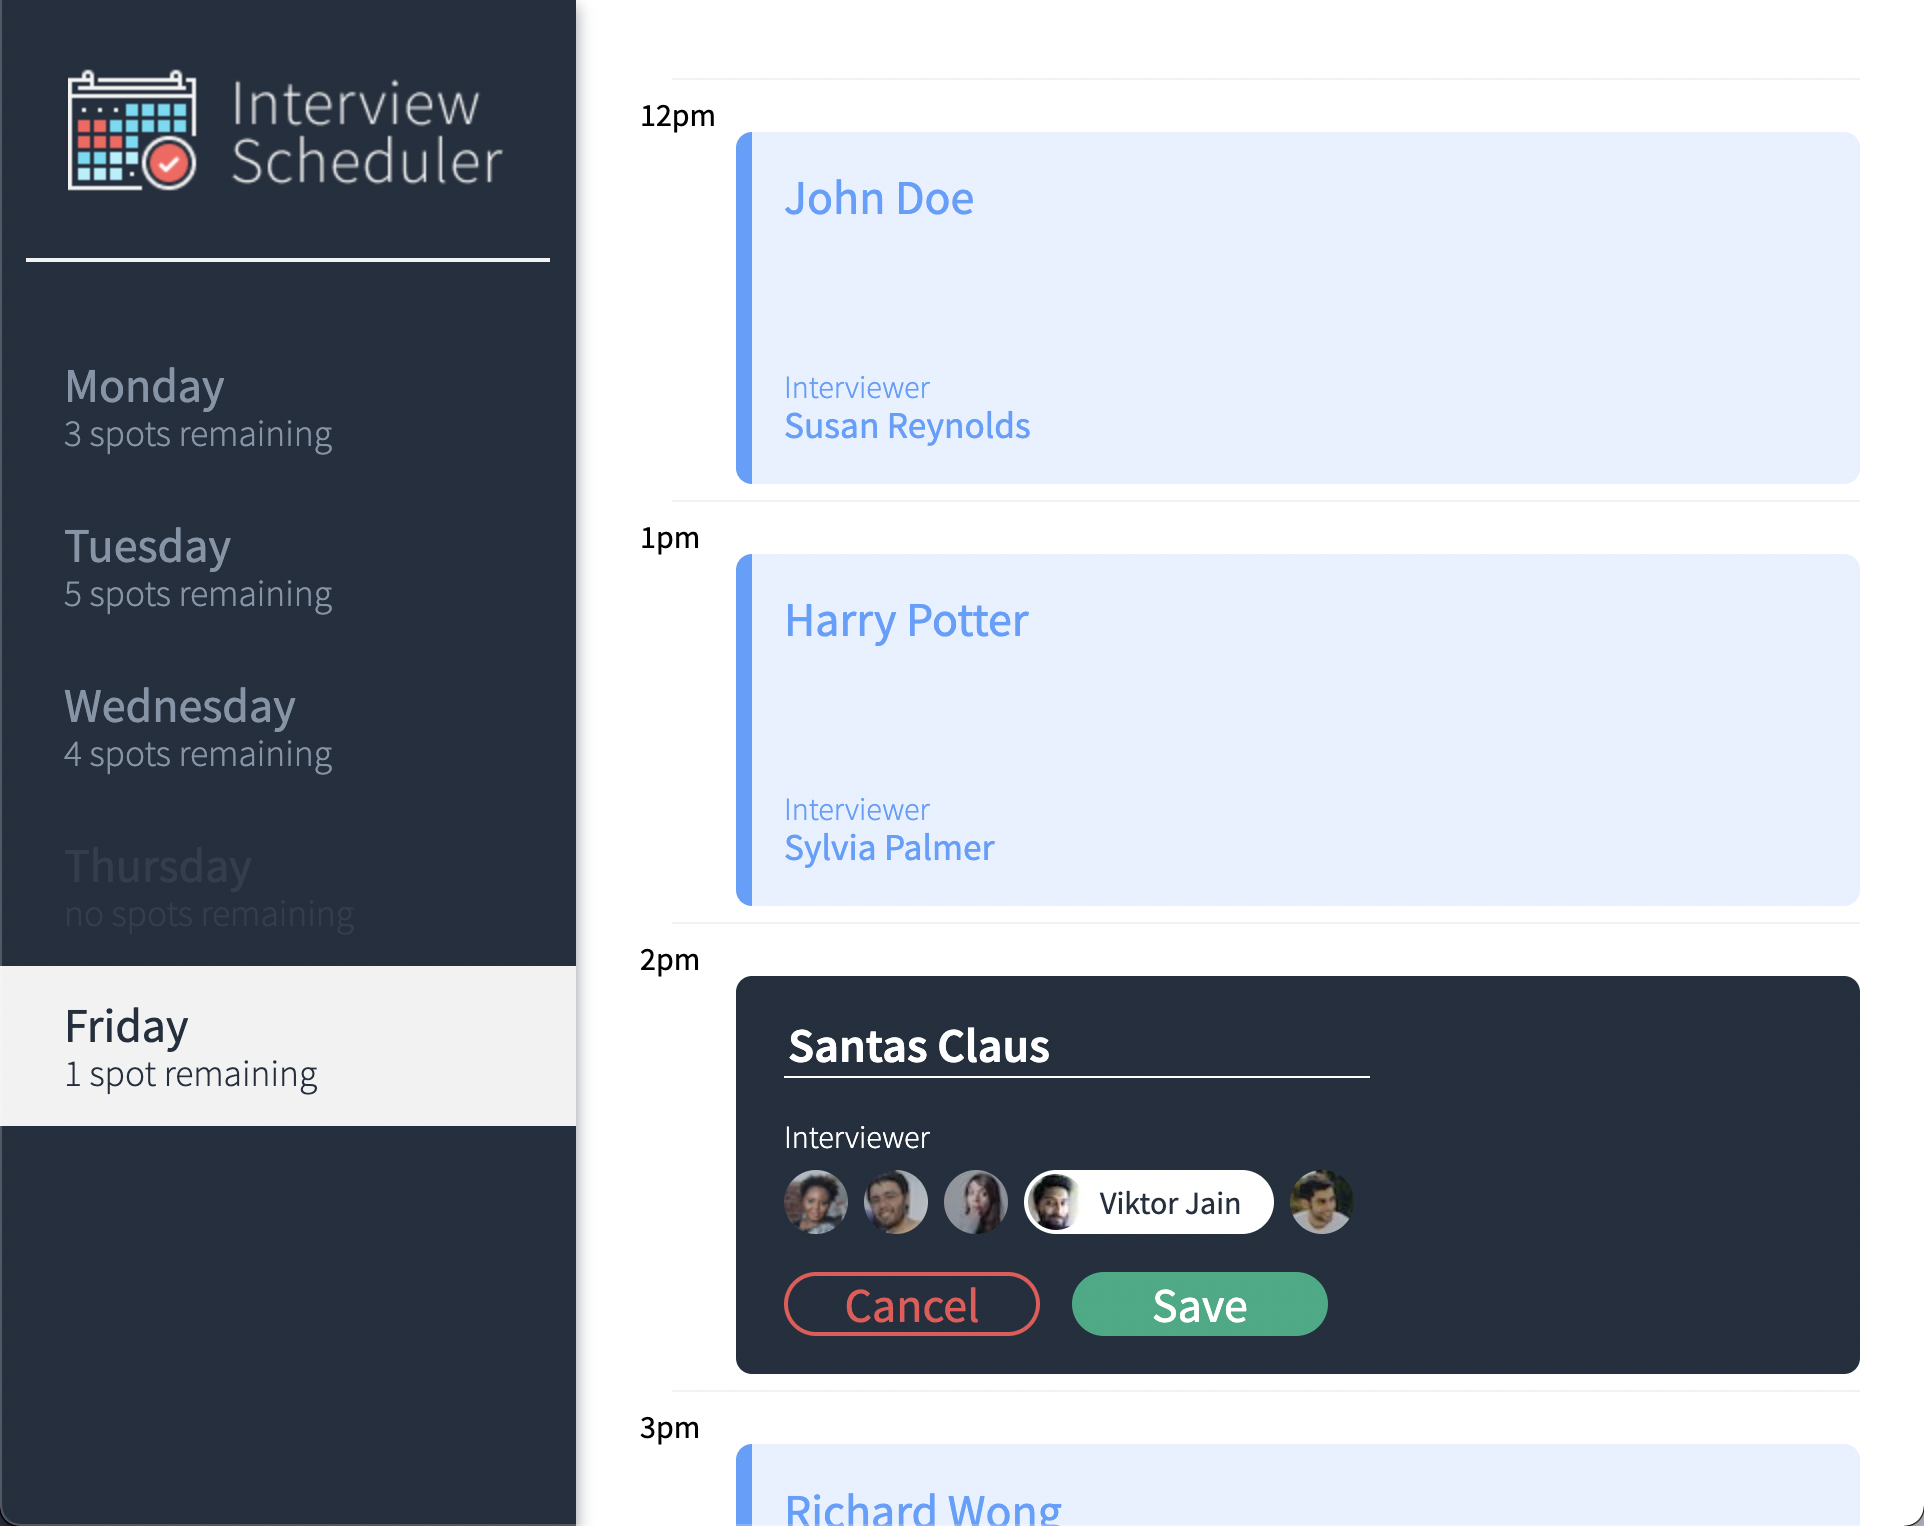 Interview
Scheduler
Monday
3 spots remaining
Tuesday
5 spots remaining
Wednesday
4 spots remaining
Thursday
no spots remaining
Friday
1 spot remaining
12pm
John Doe
Interviewer
Susan Reynolds
1pm
Harry Potter
Interviewer
Sylvia Palmer
2pm
Santas Claus
Interviewer
Viktor Jain
Cancel Save
3pm
Richard Wong